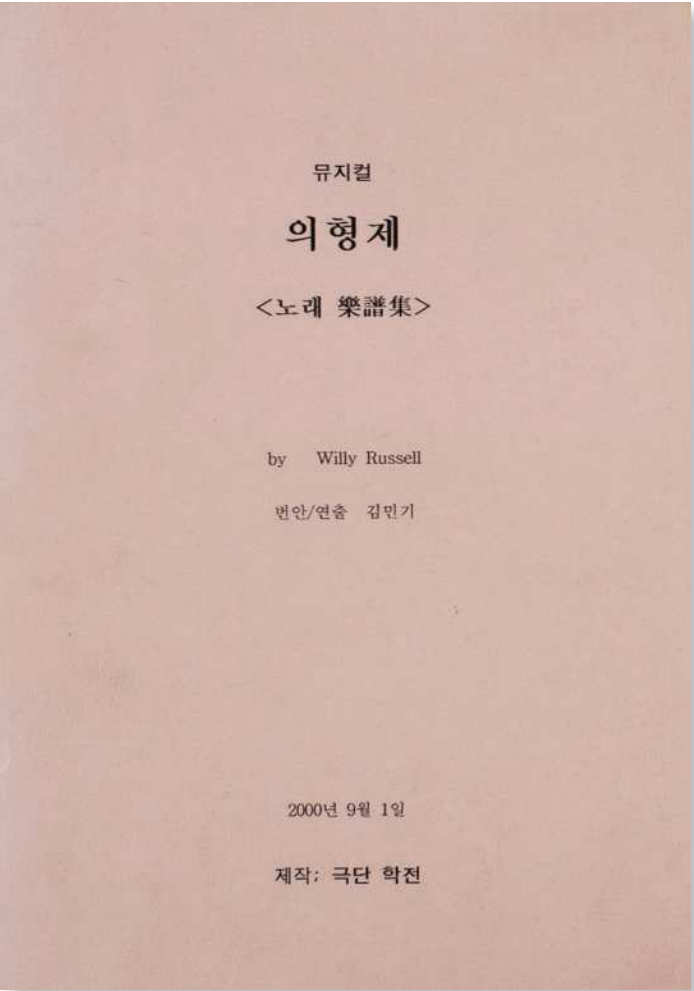 뮤지컬
의형제
<노래 樂譜集>
by Willy Russell
번안/연출 김민기
2000년 9월 1일
제작; 극단 학전